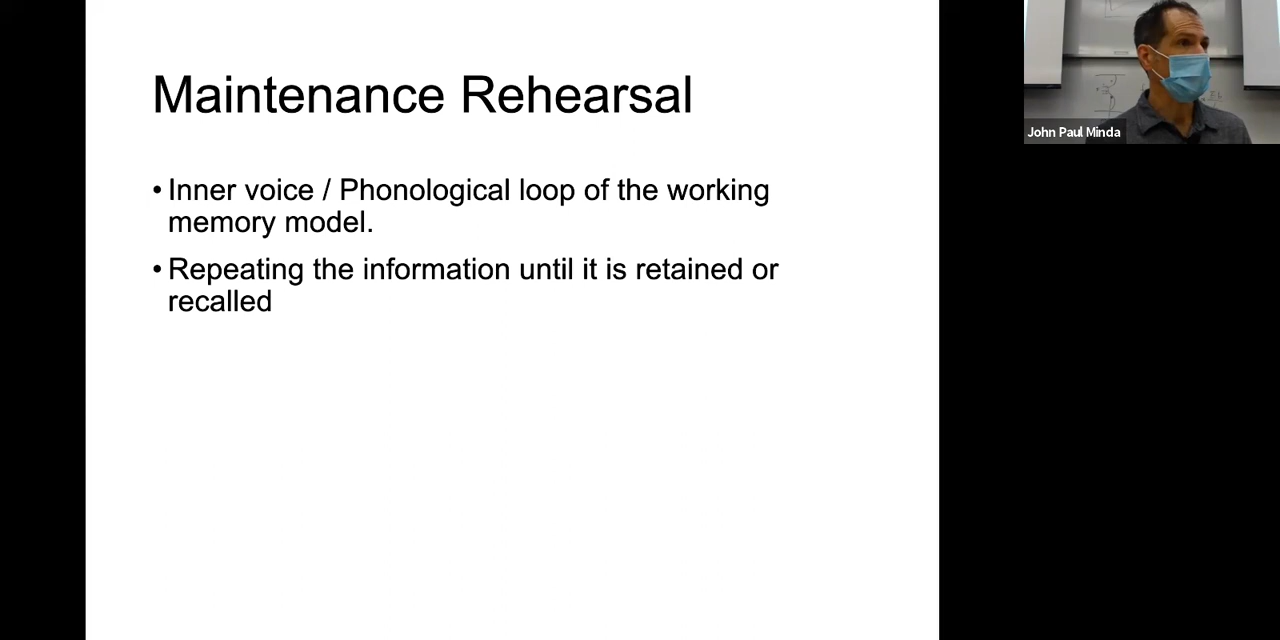 Maintenance Rehearsal
• Inner voice / Phonological loop of the working
memory model.
• Repeating the information until it is retained or
recalled
John Paul Minda